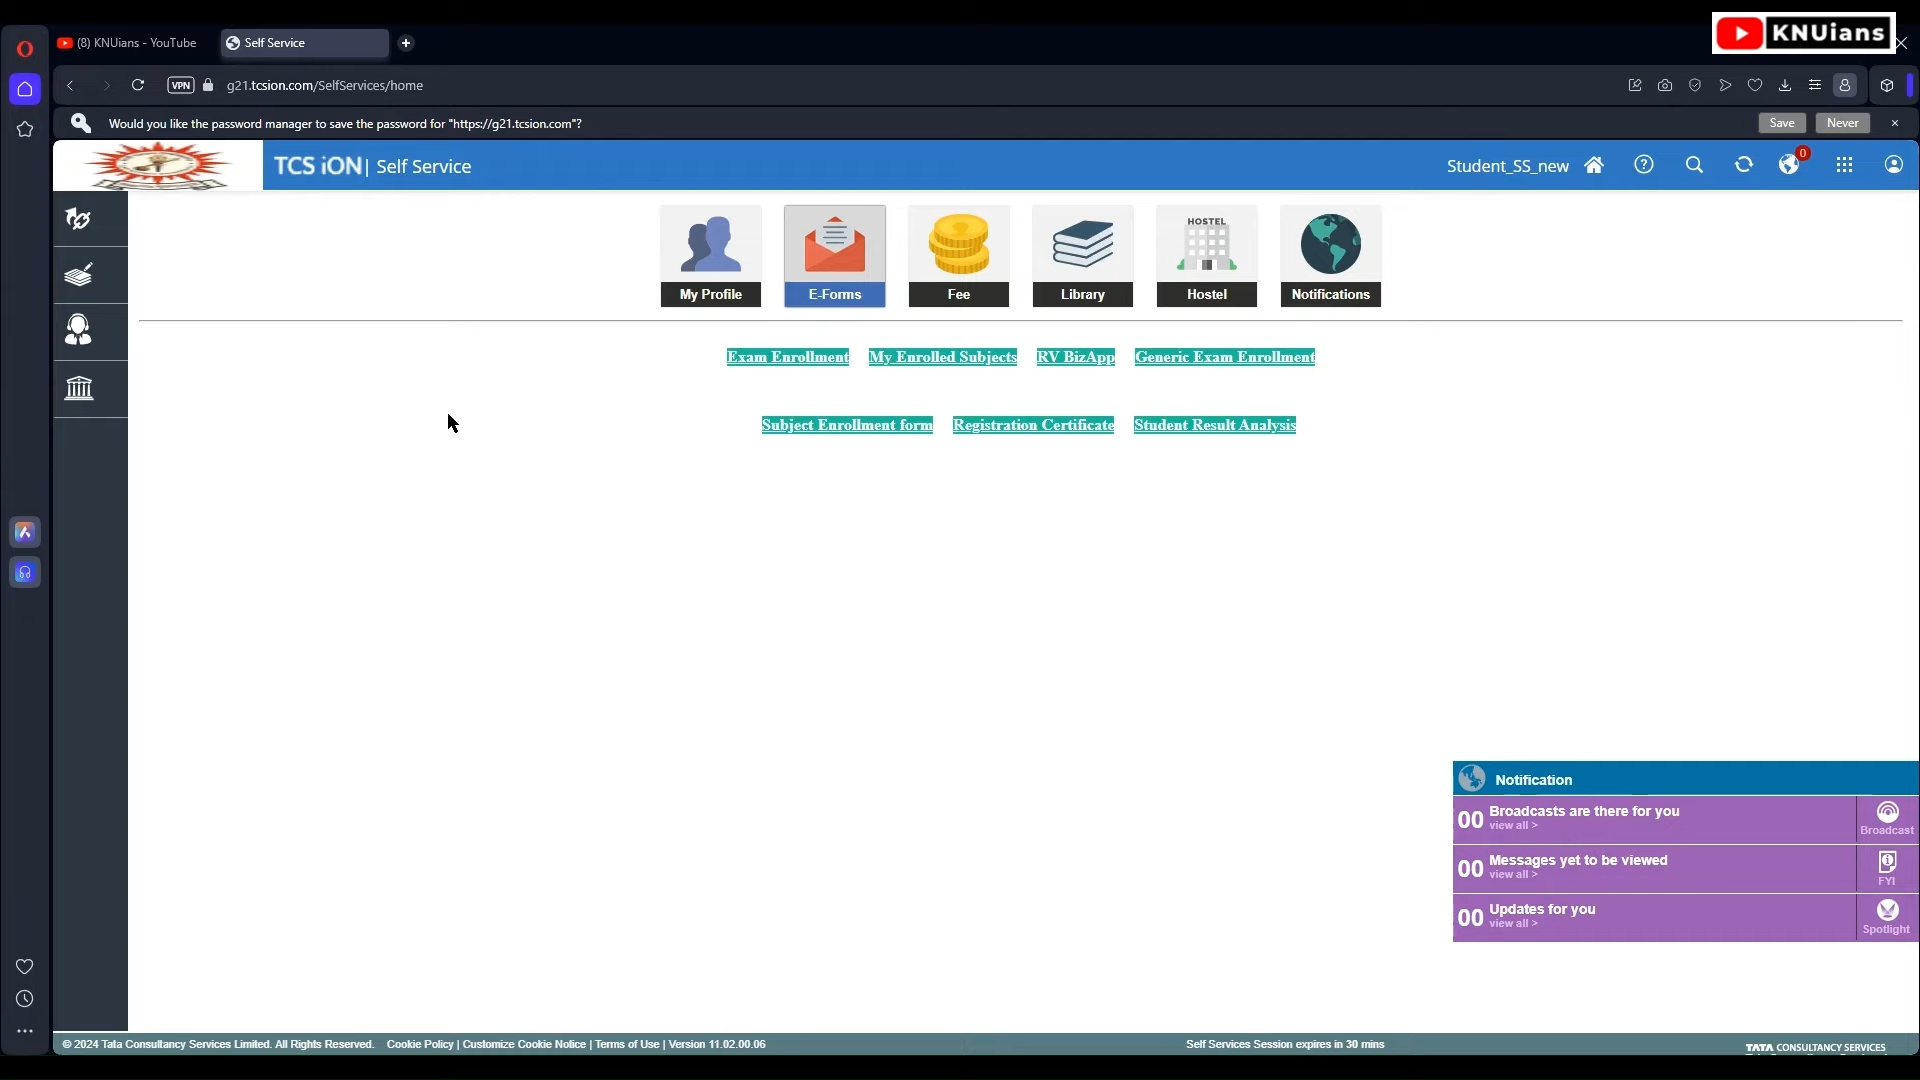 KNUians
(8) KNUians - YouTube
Self Service
VPN
g21.tcsion.com/SelfServices/home
Would you like the password manager to save the password for "https://g21.tcsion.com"?
Save
Never
TCS iON | Self Service
Student_SS_new
0
HOSTEL
My Profile
E-Forms
Fee
Library
Hostel
Notifications
Exam Enrollment
My Enrolled Subjects
RV BizApp
Generic Exam Enrollment
Subject Enrollment form
Registration Certificate
Student Result Analysis
Notification
00
Broadcasts are there for you
view all >
Broadcast
00
Messages yet to be viewed
view all >
FYI
00
Updates for you
view all >
Spotlight
© 2024 Tata Consultancy Services Limited. All Rights Reserved.
Cookie Policy | Customize Cookie Notice | Terms of Use | Version 11.02.00.06
Self Services Session expires in 30 mins
TATA CONSULTANCY SERVICES